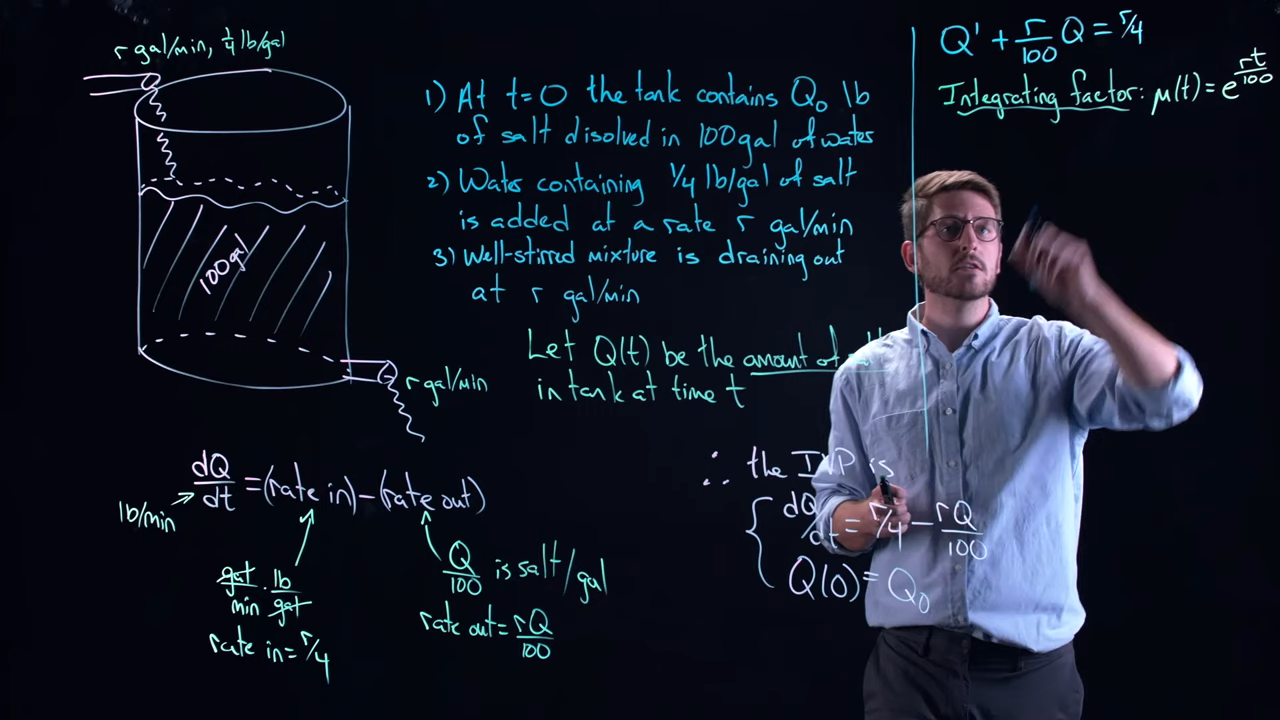 r gal/min, 1/4 lb/gal
100gal
r gal/min
1) At t=0 the tank contains Q₀ lb
of salt disolved in 100gal of water
2) Water containing 1/4 lb/gal of salt
is added at a rate r gal/min
3) Well-stirred mixture is draining out
at r gal/min
Let Q(t) be the amount of
in tank at time t
dQ/dt = (rate in) - (rate out)
lb/min
gal/min · lb/gal
rate in = r/4
Q/100 is salt/gal
rate out = rQ/100
∴ the IVP is
dQ/dt = r/4 - rQ/100
Q(0) = Q₀
Q' + r/100 Q = r/4
Integrating factor: μ(t) = e^(rt/100)